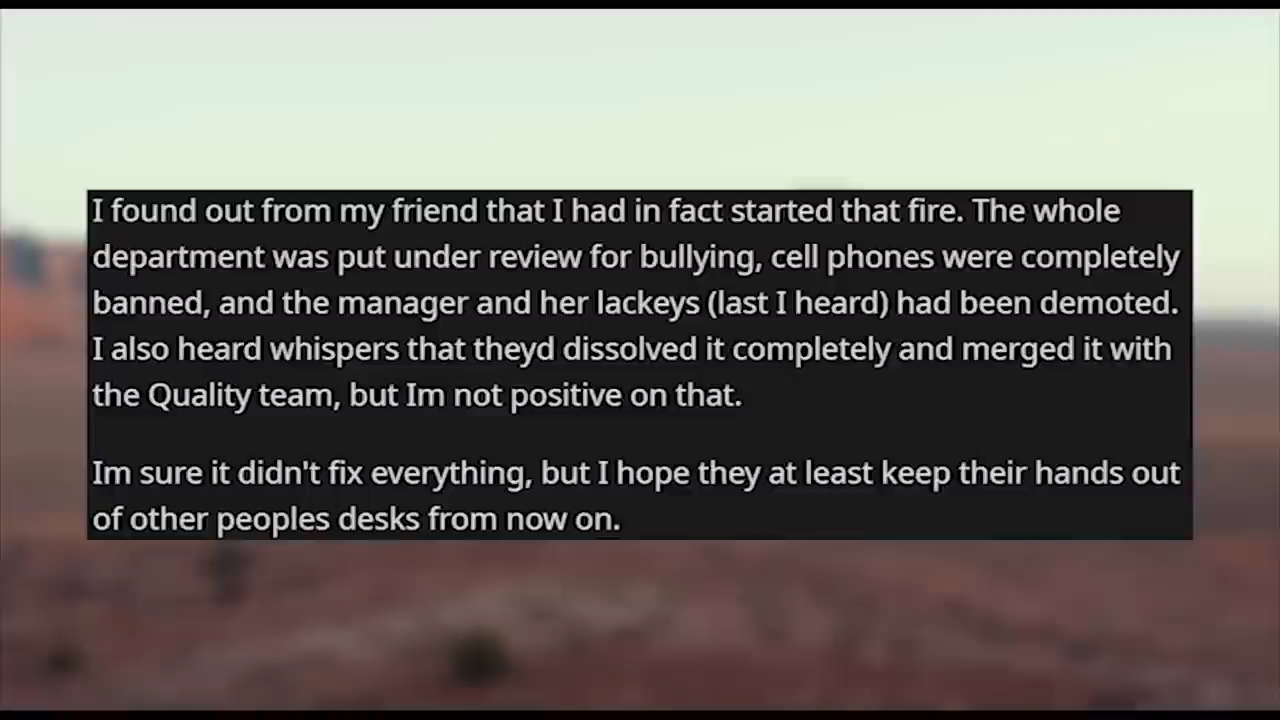 I found out from my friend that I had in fact started that fire. The whole
department was put under review for bullying, cell phones were completely
banned, and the manager and her lackeys (last I heard) had been demoted.
I also heard whispers that theyd dissolved it completely and merged it with
the Quality team, but Im not positive on that.
Im sure it didn't fix everything, but I hope they at least keep their hands out
of other peoples desks from now on.